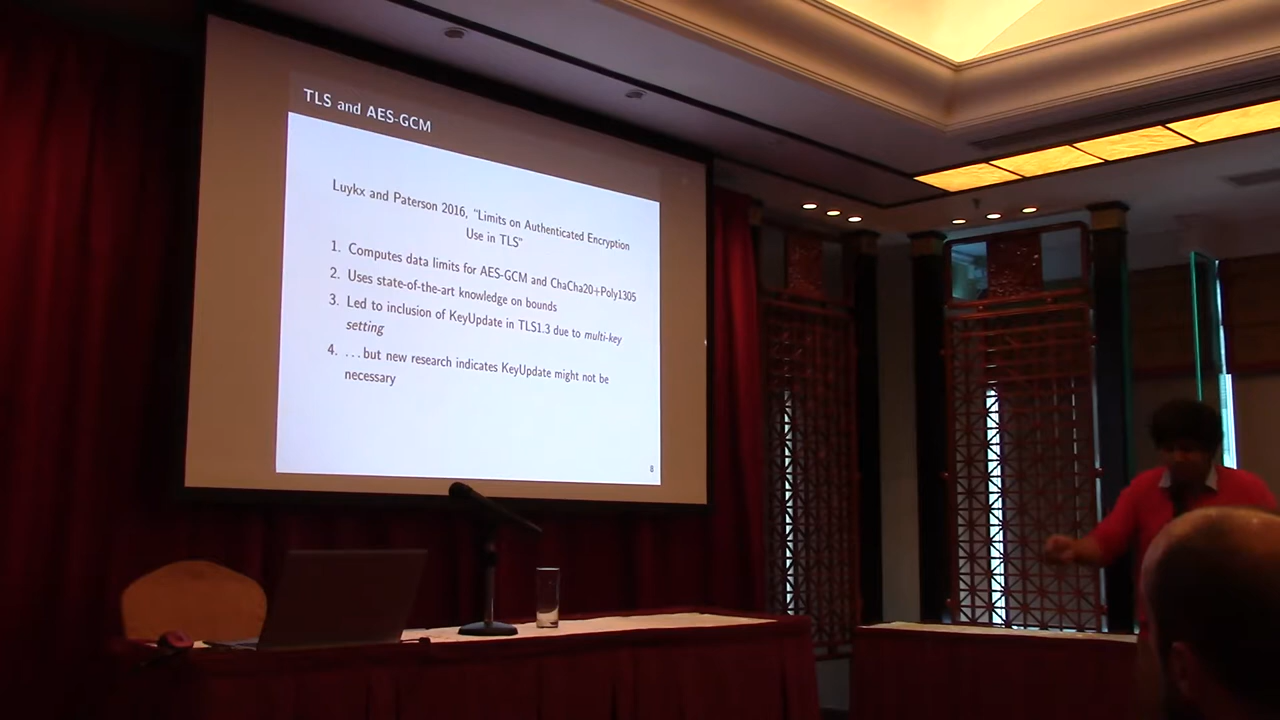 TLS and AES-GCM
Luykx and Paterson 2016, "Limits on Authenticated Encryption
Use in TLS"
1. Computes data limits for AES-GCM and ChaCha20+Poly1305
2. Uses state-of-the-art knowledge on bounds
3. Led to inclusion of KeyUpdate in TLS1.3 due to multi-key
setting
4. ...but new research indicates KeyUpdate might not be
necessary
8